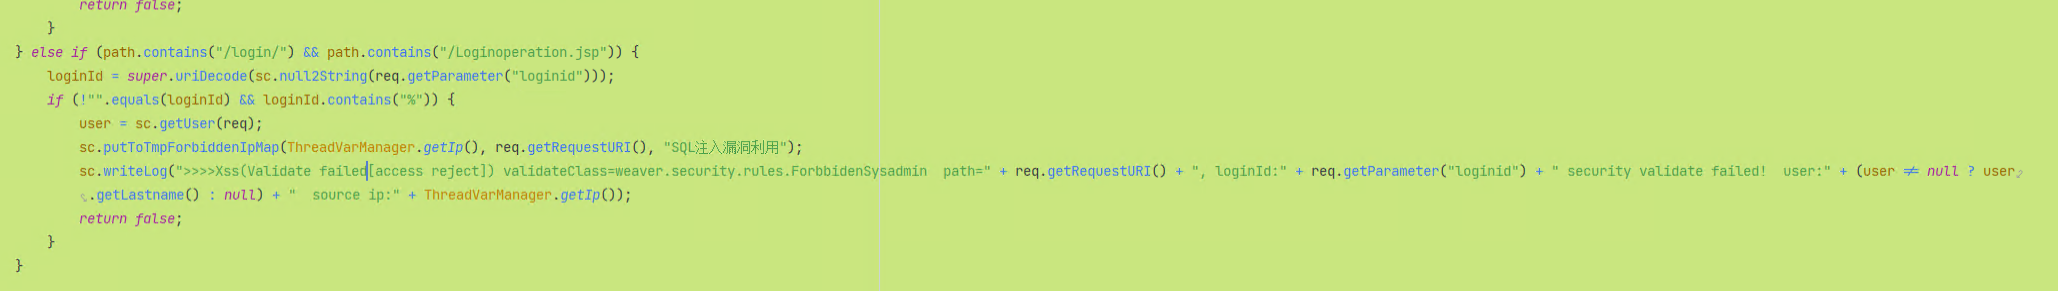 return false;
}
} else if (path.contains("/login/") && path.contains("/Loginoperation.jsp")) {
loginId = super.uriDecode(sc.null2String(req.getParameter("loginid")));
if (!"".equals(loginId) && loginId.contains("%")) {
user = sc.getUser(req);
sc.putToTmpForbiddenIpMap(ThreadVarManager.getIp(), req.getRequestURI(), "SQL注入漏洞利用");
sc.writeLog(">>>>Xss(Validate failed[access reject]) validateClass=weaver.security.rules.ForbbidenSysadmin  path=" + req.getRequestURI() + ", loginId:" + req.getParameter("loginid") + " security validate failed!  user:" + (user ≠ null ? user
.getLastname() : null) + "  source ip:" + ThreadVarManager.getIp());
return false;
}
}